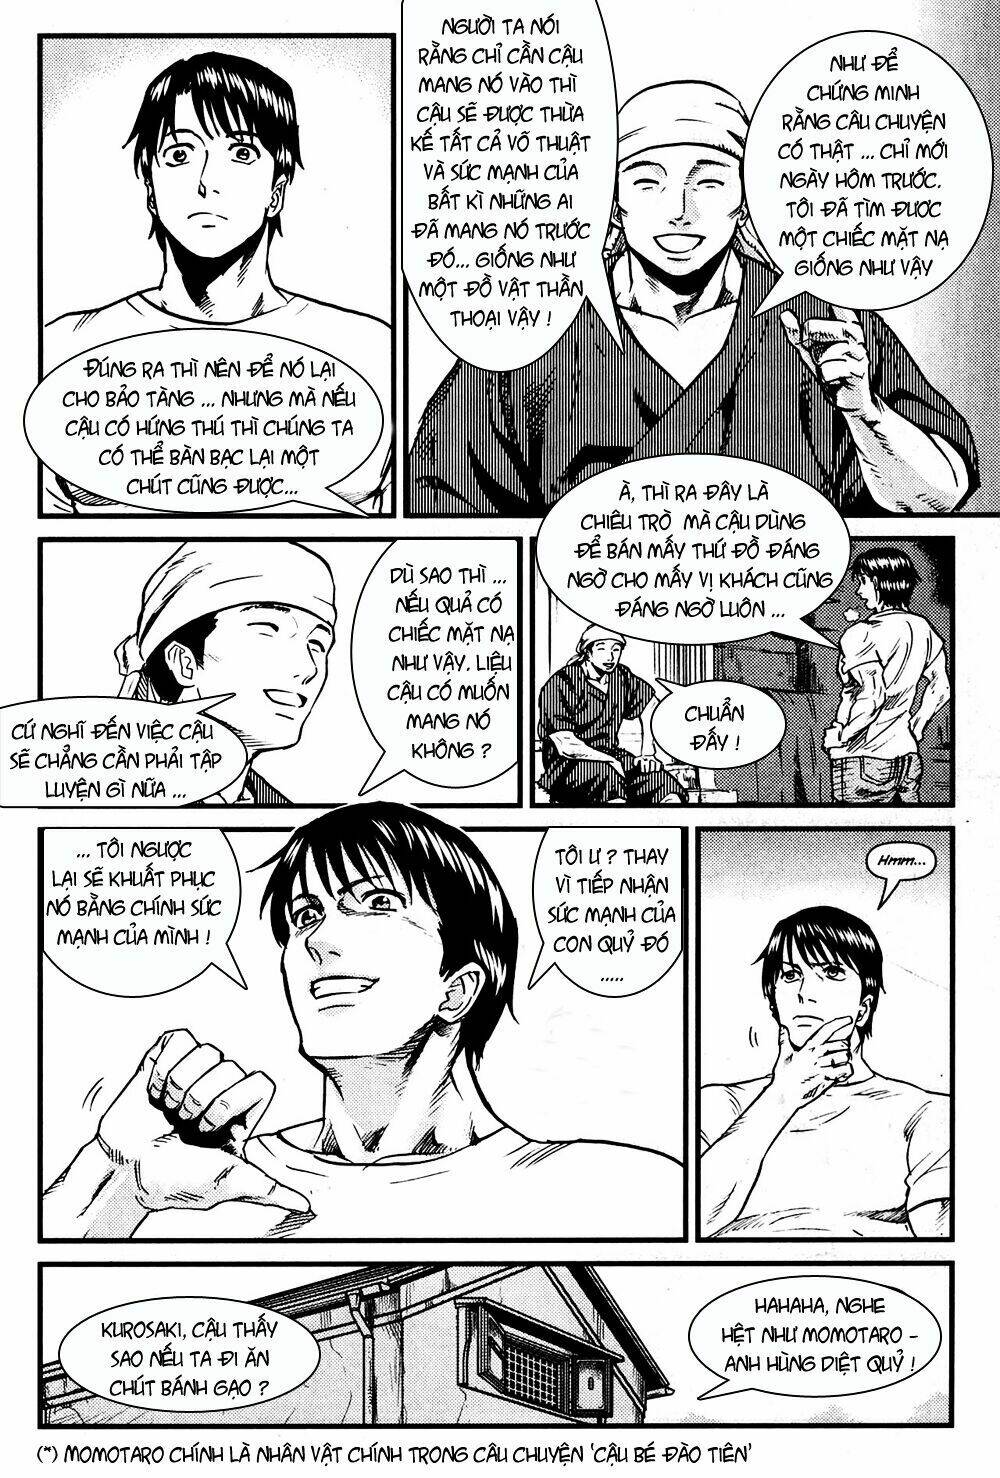 NHƯ ĐỂ
CHỨNG MINH
RẰNG CÂU CHUYỆN
CÓ THẬT ... CHỈ MỚI
NGÀY HÔM TRƯỚC.
TÔI ĐÃ TÌM ĐƯƠC
MỘT CHIẾC MẶT NẠ
GIỐNG NHƯ VẬY
NGƯỜI TA NÓI
RẰNG CHỈ CẦN CẬU
MANG NÓ VÀO THÌ
CẬU SẼ ĐƯỢC THỪA
KẾ TẤT CẢ VÕ THUẬT
VÀ SỨC MẠNH CỦA
BẤT KÌ NHỮNG AI
ĐÃ MANG NÓ TRƯỚC
ĐÓ... GIỐNG NHƯ
MỘT ĐỒ VẬT THẦN
THOẠI VẬY !
ĐÚNG RA THÌ NÊN ĐỂ NÓ LẠI
CHO BẢO TÀNG ... NHƯNG MÀ NẾU
CẬU CÓ HỨNG THÚ THÌ CHÚNG TA
CÓ THỂ BÀN BẠC LẠI MỘT
CHÚT CŨNG ĐƯỢC...
À, THÌ RA ĐÂY LÀ
CHIÊU TRÒ MÀ CẬU DÙNG
ĐỂ BÁN MẤY THỨ ĐỒ ĐÁNG
NGỜ CHO MẤY VỊ KHÁCH CŨNG
ĐÁNG NGỜ LUÔN ...
CHUẨN
ĐẤY !
DÙ SAO THÌ ...
NẾU QUẢ CÓ
CHIẾC MẶT NẠ
NHƯ VẬY. LIỆU
CẬU CÓ MUỐN
MANG NÓ
KHÔNG ?
CỨ NGHĨ ĐẾN VIỆC CẬU
SẼ CHẲNG CẦN PHẢI TẬP
LUYỆN GÌ NỮA ...
Hmm...
TÔI Ư ? THAY
VÌ TIẾP NHẬN
SỨC MẠNH CỦA
CON QUỶ ĐÓ
.....
... TÔI NGƯỢC
LẠI SẼ KHUẤT PHỤC
NÓ BẰNG CHÍNH SỨC
MẠNH CỦA MÌNH !
HAHAHA, NGHE
HỆT NHƯ MOMOTARO -
ANH HÙNG DIỆT QUỶ !
KUROSAKI, CẬU THẤY
SAO NẾU TA ĐI ĂN
CHÚT BÁNH GẠO ?
(*) MOMOTARO CHÍNH LÀ NHÂN VẬT CHÍNH TRONG CÂU CHUYỆN 'CẬU BÉ ĐÀO TIÊN'